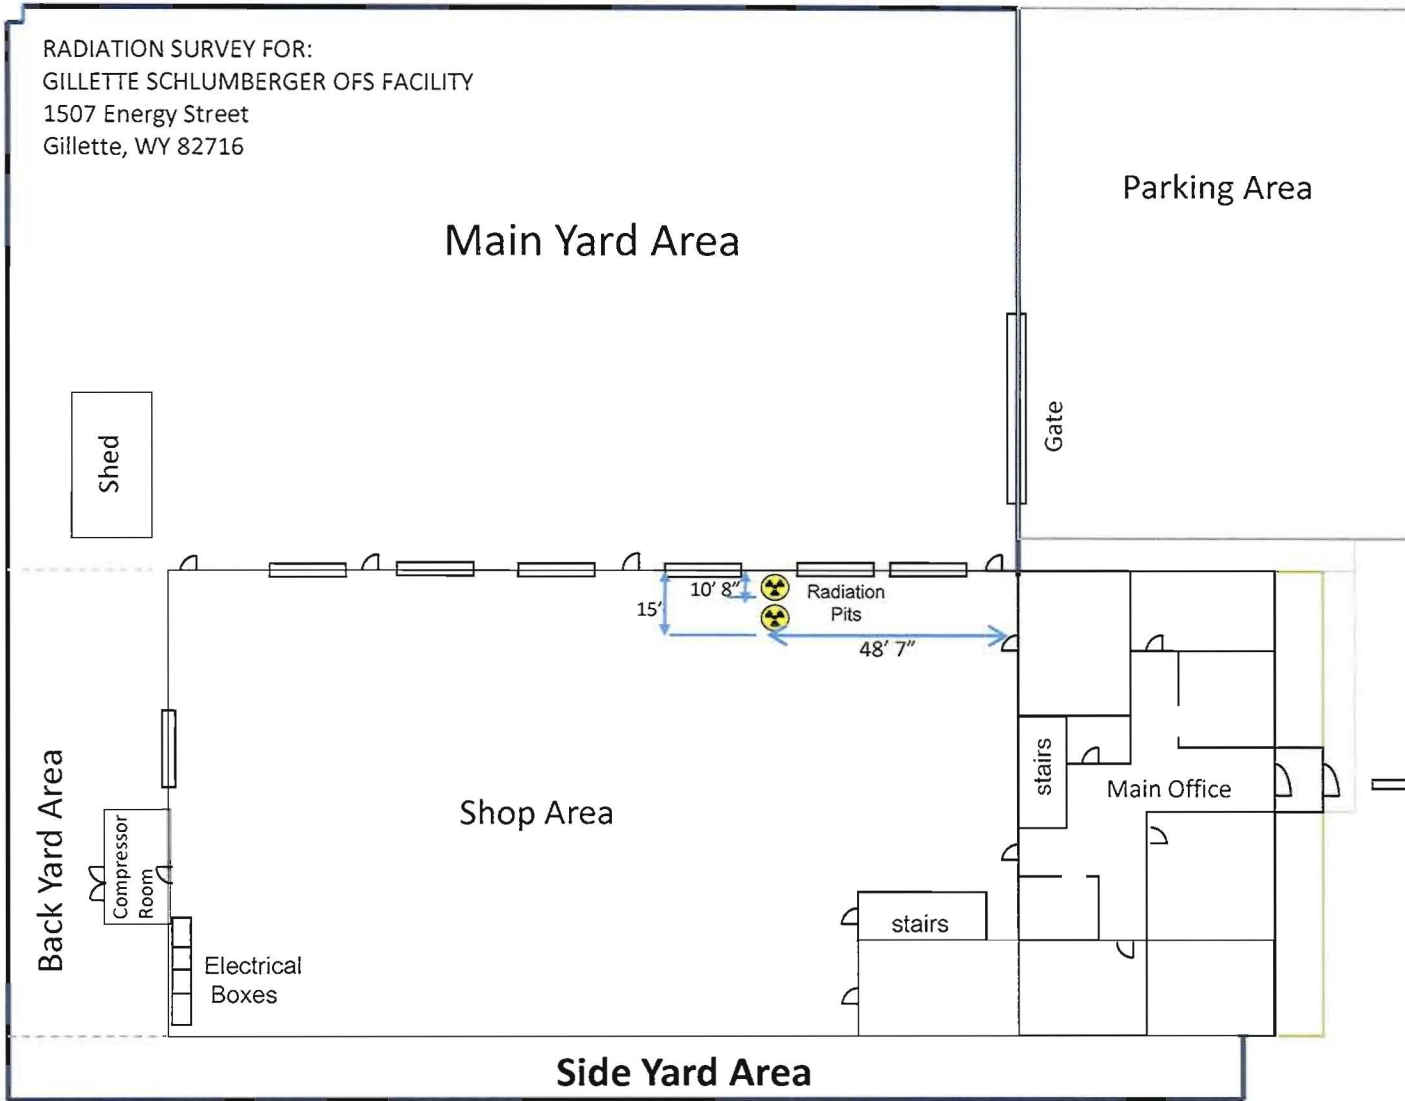 RADIATION SURVEY FOR:
GILLETTE SCHLUMBERGER OFS FACILITY
1507 Energy Street
Gillette, WY 82716
Parking Area
Main Yard Area
Gate
Shed
10' 8"
Radiation
Pits
15'
48' 7"
stairs
Main Office
Back Yard Area
Shop Area
Compressor
Room
stairs
Electrical
Boxes
Side Yard Area